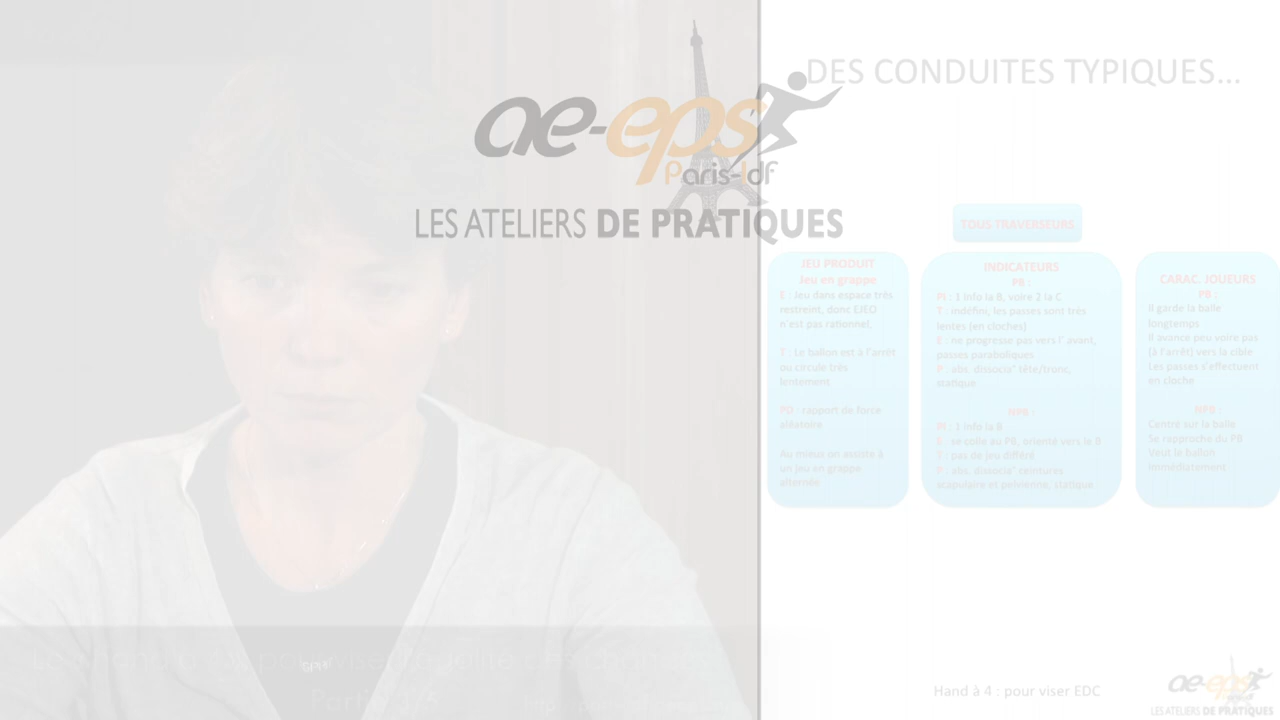 DES CONDUITES TYPIQUES...
ae-eps
Paris-Idf
LES ATELIERS DE PRATIQUES
TOUS TRAVERSEURS
JEU PRODUIT
Jeu en grappe
E : Jeu dans espace très
restreint, donc EJEO
n'est pas rationnel.
T : Le ballon est à l'arrêt
ou circule très
lentement
PO : rapport de force
aléatoire
Au mieux on assiste à
un jeu en grappe
alternée
INDICATEURS
PB :
M : 1 info la B, voire 2 la C
T : indéfini, les passes sont très
lentes (en cloches)
E : ne progresse pas vers l' avant,
passes paraboliques
P : abs. dissocia° tête/tronc,
statique
NPB :
M : 1 info la B
E : se colle au PB, orienté vers la B
T : pas de jeu différé
P : abs. dissocia° ceintures
scapulaire et pelvienne, statique
CARAC. JOUEURS
PB :
Il garde la balle
longtemps
Il avance peu voire pas
(à l'arrêt) vers la cible
Les passes s'effectuent
en cloche
NPB :
Centré sur la balle
Se rapproche du PB
Veut le ballon
immédiatement
Hand à 4 : pour viser EDC
ae-eps
LES ATELIERS DE PRATIQUES